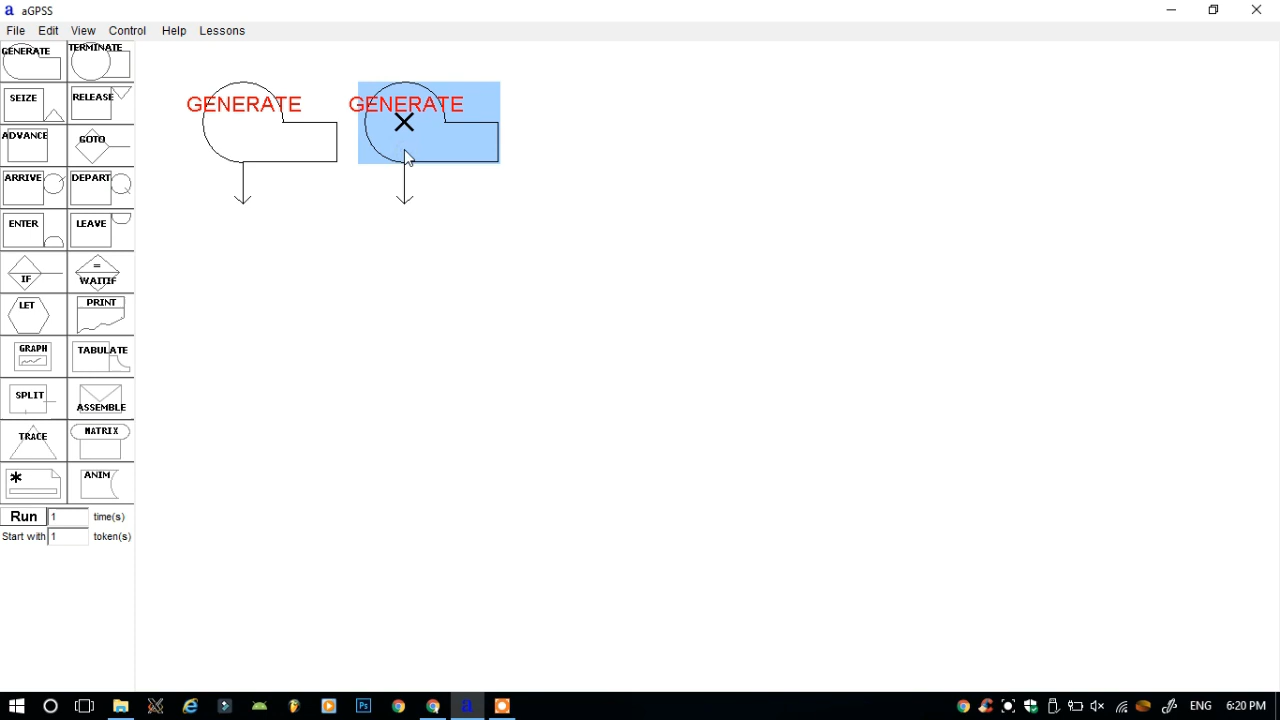 a aGPSS
File Edit View Control Help Lessons
GENERATE TERMINATE
SEIZE RELEASE
ADVANCE GOTO
ARRIVE DEPART
ENTER LEAVE
IF = WAITIF
LET PRINT
GRAPH TABULATE
SPLIT ASSEMBLE
TRACE MATRIX
* ANIM
Run 1 time(s)
Start with 1 token(s)
GENERATE GENERATE
Ps a ENG 6:20 PM